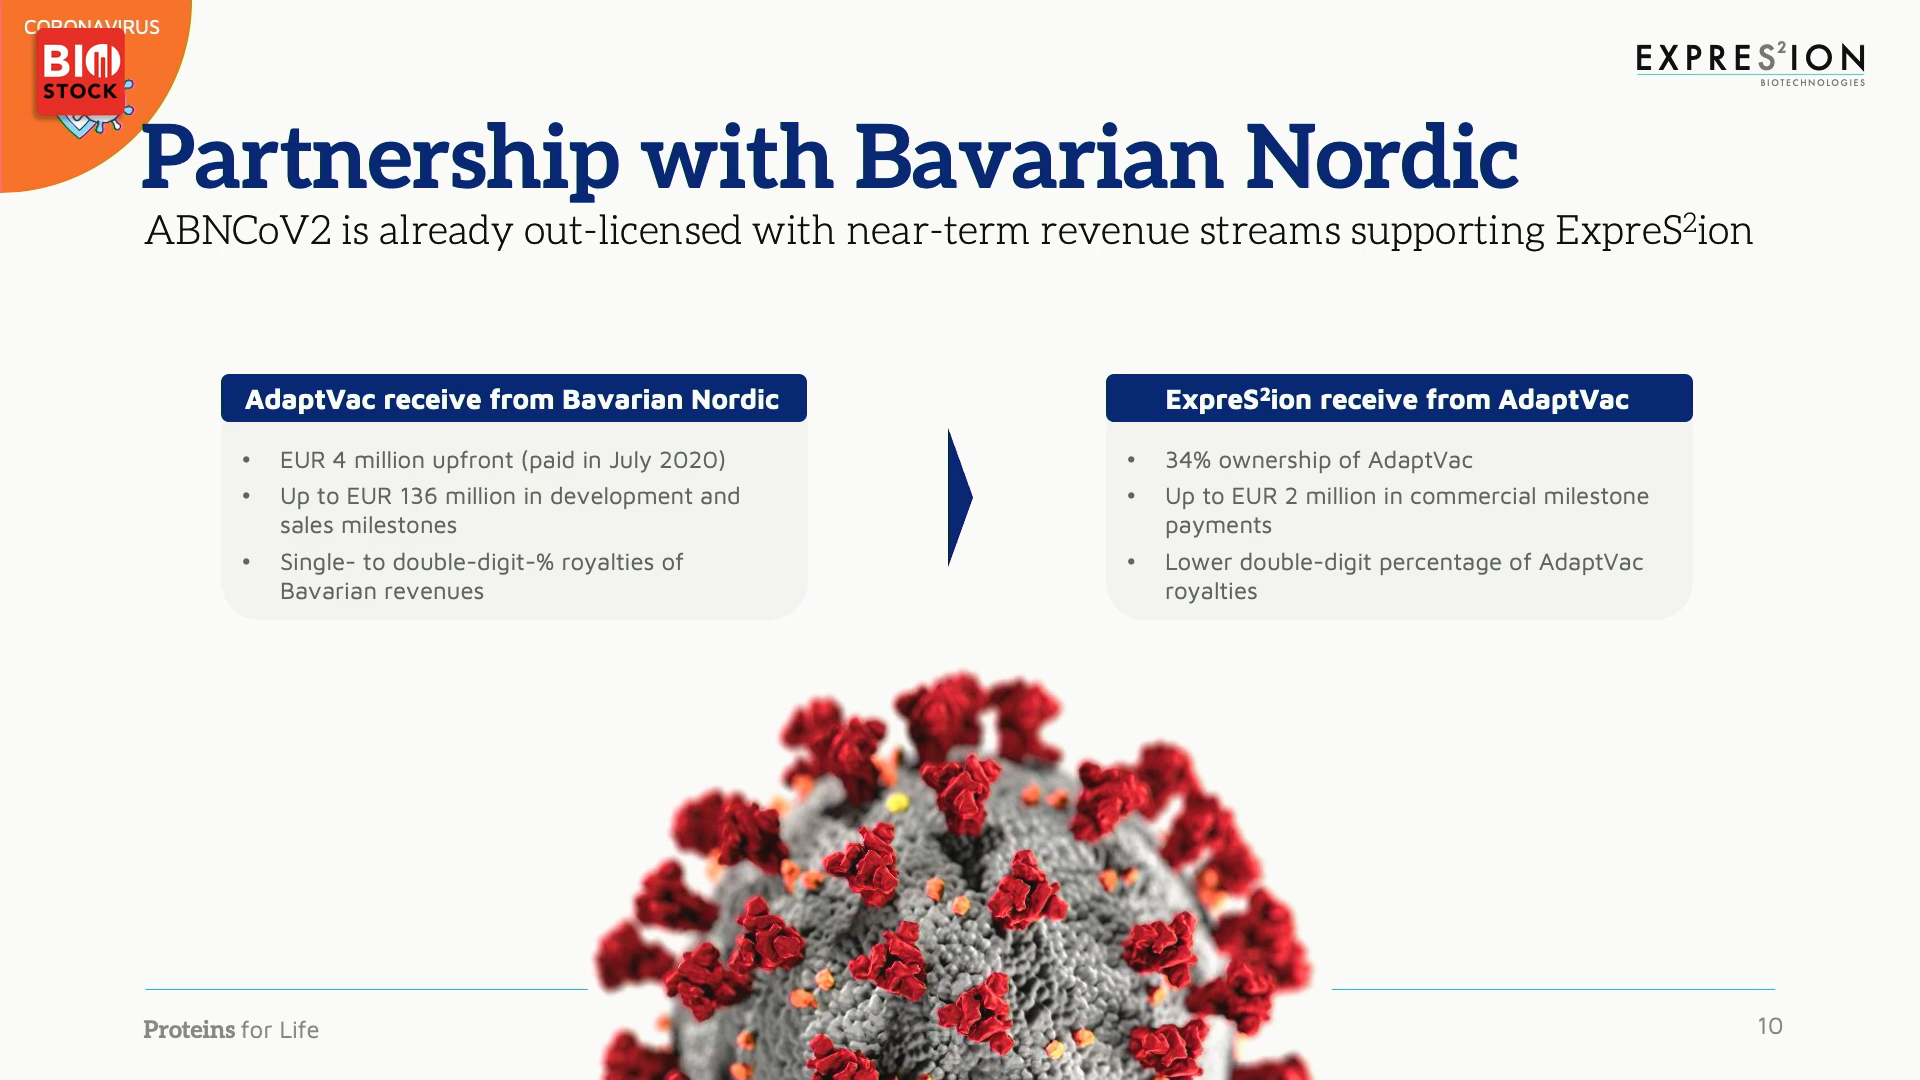 CORONAVIRUS
BIO
STOCK
EXPRES²ION
BIOTECHNOLOGIES
Partnership with Bavarian Nordic
ABNCoV2 is already out-licensed with near-term revenue streams supporting ExpreS²ion
AdaptVac receive from Bavarian Nordic
• EUR 4 million upfront (paid in July 2020)
• Up to EUR 136 million in development and
sales milestones
• Single- to double-digit-% royalties of
Bavarian revenues
ExpreS²ion receive from AdaptVac
• 34% ownership of AdaptVac
• Up to EUR 2 million in commercial milestone
payments
• Lower double-digit percentage of AdaptVac
royalties
Proteins for Life
10